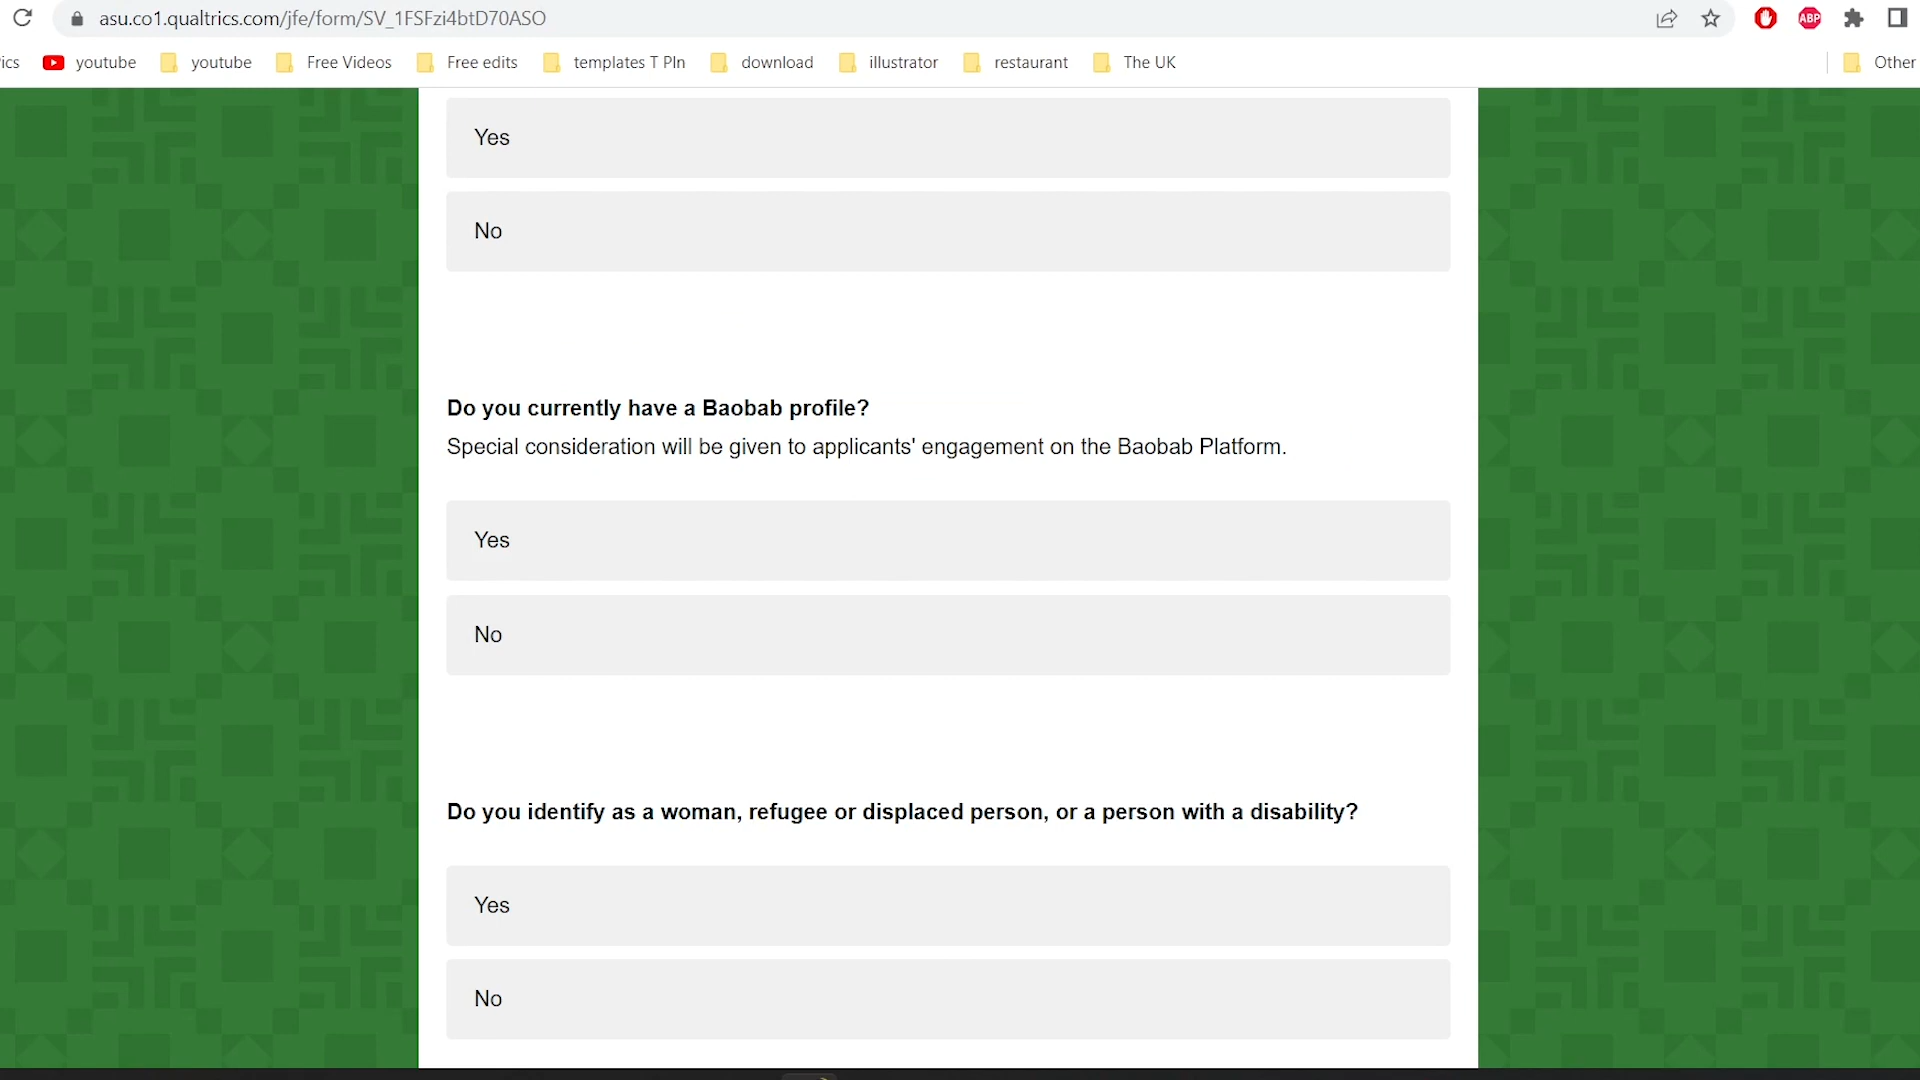 asu.co1.qualtrics.com/jfe/form/SV_1FSFzi4btD70ASO
ABP
ics youtube youtube Free Videos Free edits templates T Pln download illustrator restaurant The UK Other
Yes
No
Do you currently have a Baobab profile?
Special consideration will be given to applicants' engagement on the Baobab Platform.
Yes
No
Do you identify as a woman, refugee or displaced person, or a person with a disability?
Yes
No